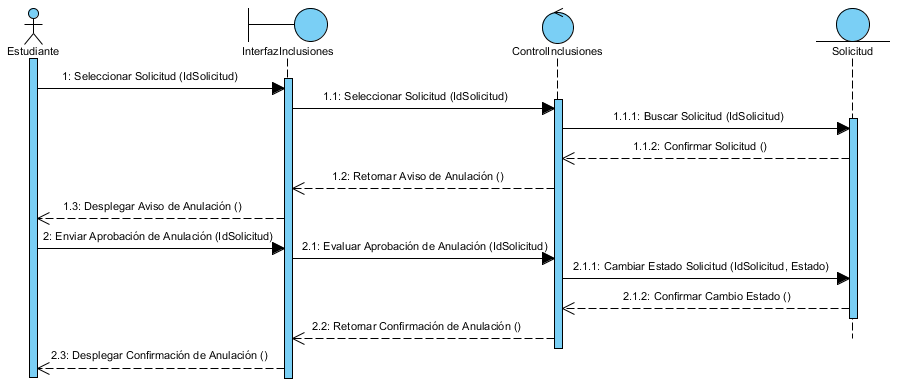 Estudiante
InterfazInclusiones
ControlInclusiones
Solicitud
1: Seleccionar Solicitud (IdSolicitud)
1.1: Seleccionar Solicitud (IdSolicitud)
1.1.1: Buscar Solicitud (IdSolicitud)
1.1.2: Confirmar Solicitud ()
1.2: Retornar Aviso de Anulación ()
1.3: Desplegar Aviso de Anulación ()
2: Enviar Aprobación de Anulación (IdSolicitud)
2.1: Evaluar Aprobación de Anulación (IdSolicitud)
2.1.1: Cambiar Estado Solicitud (IdSolicitud, Estado)
2.1.2: Confirmar Cambio Estado ()
2.2: Retornar Confirmación de Anulación ()
2.3: Desplegar Confirmación de Anulación ()